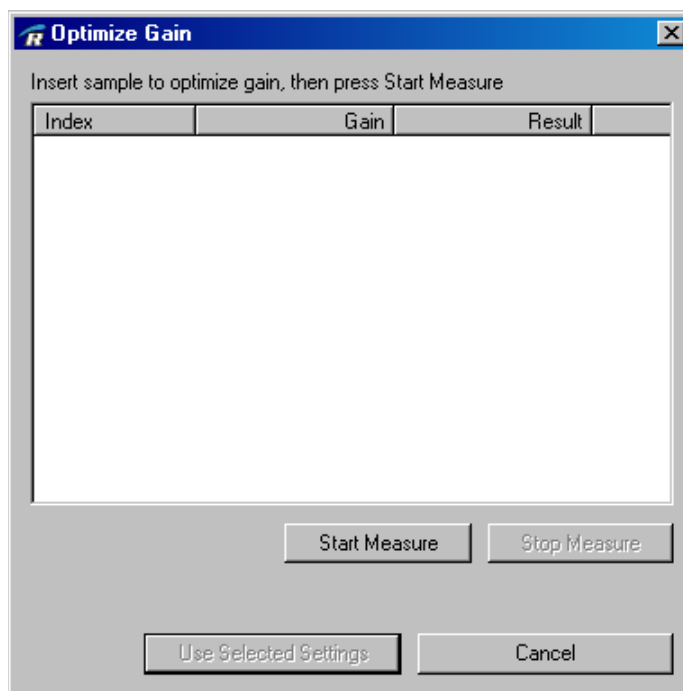 Optimize Gain
Insert sample to optimize gain, then press Start Measure
Index Gain Result
Start Measure Stop Measure
Use Selected Settings Cancel